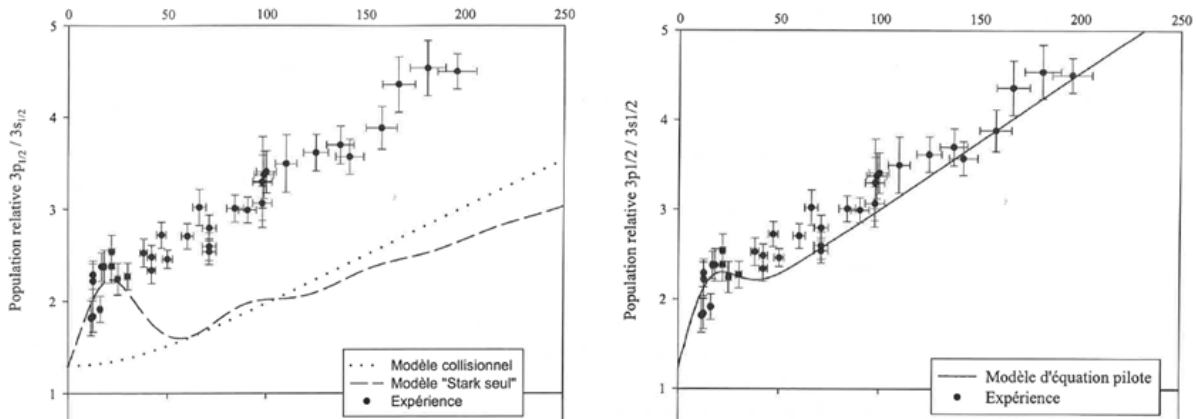 0 50 100 150 200 250
5
4
3
2
1
Population relative 3p1/2 / 3s1/2
Modèle collisionnel
Modèle "Stark seul"
Expérience
0 50 100 150 200 250
5
4
3
2
1
Population relative 3p1/2 / 3s1/2
Modèle d'équation pilote
Expérience